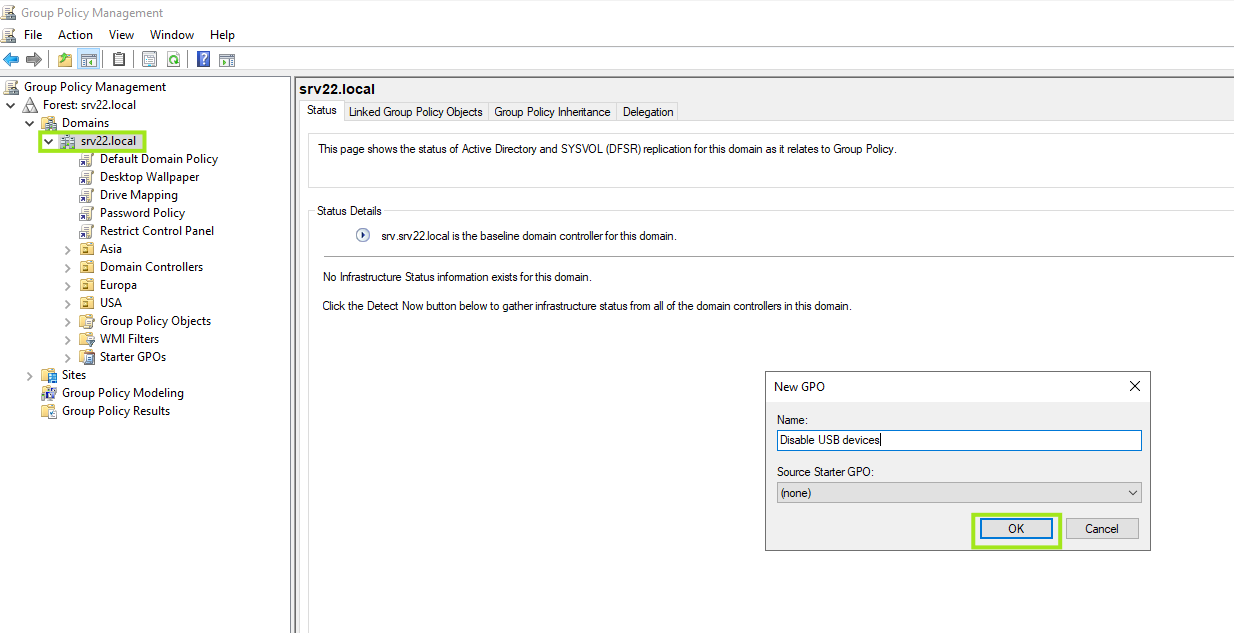 Group Policy Management
File Action View Window Help
Group Policy Management
Forest: srv22.local
Domains
srv22.local
Default Domain Policy
Desktop Wallpaper
Drive Mapping
Password Policy
Restrict Control Panel
Asia
Domain Controllers
Europa
USA
Group Policy Objects
WMI Filters
Starter GPOs
Sites
Group Policy Modeling
Group Policy Results
srv22.local
Status Linked Group Policy Objects Group Policy Inheritance Delegation
This page shows the status of Active Directory and SYSVOL (DFSR) replication for this domain as it relates to Group Policy.
Status Details
srv.srv22.local is the baseline domain controller for this domain.
No Infrastructure Status information exists for this domain.
Click the Detect Now button below to gather infrastructure status from all of the domain controllers in this domain.
New GPO
Name:
Disable USB devices
Source Starter GPO:
(none)
OK Cancel